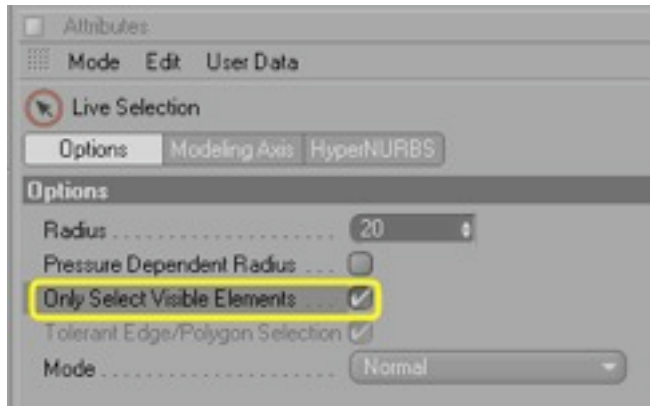 Attributes
Mode Edit User Data
Live Selection
Options Modeling Axis HyperNURBS
Options
Radius . . . . . . . . . . . . . . . . . . . . 20
Pressure Dependent Radius . . .
Only Select Visible Elements . . .
Tolerant Edge/Polygon Selection
Mode . . . . . . . . . . . . . . . . . . . . . Normal